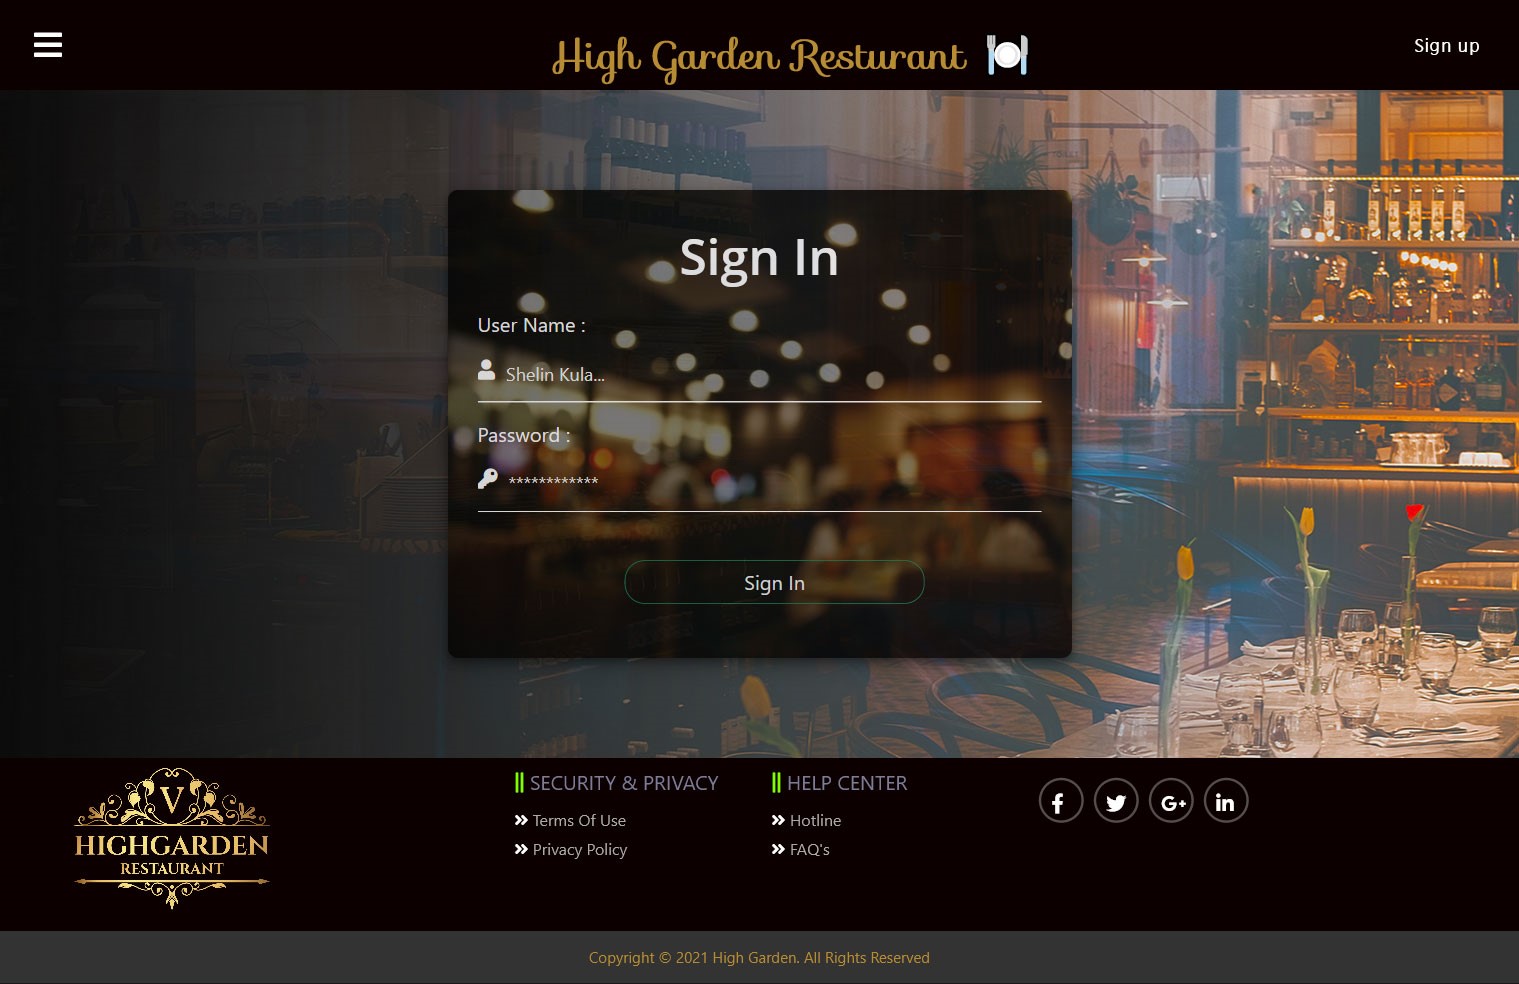 High Garden Resturant
Sign up
Sign In
User Name :
Shelin Kula...
Password :
************
Sign In
V
HIGHGARDEN
RESTAURANT
SECURITY & PRIVACY
Terms Of Use
Privacy Policy
HELP CENTER
Hotline
FAQ's
Copyright © 2021 High Garden. All Rights Reserved